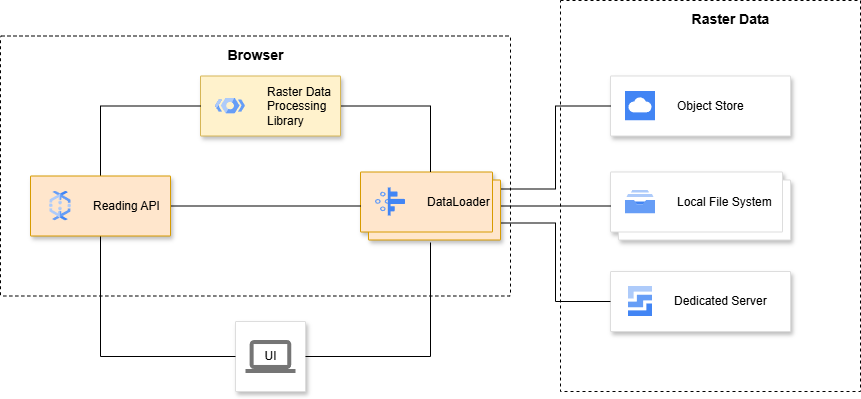 Raster Data
Browser
Raster Data
Processing
Library
Object Store
Reading API
DataLoader
Local File System
Dedicated Server
UI